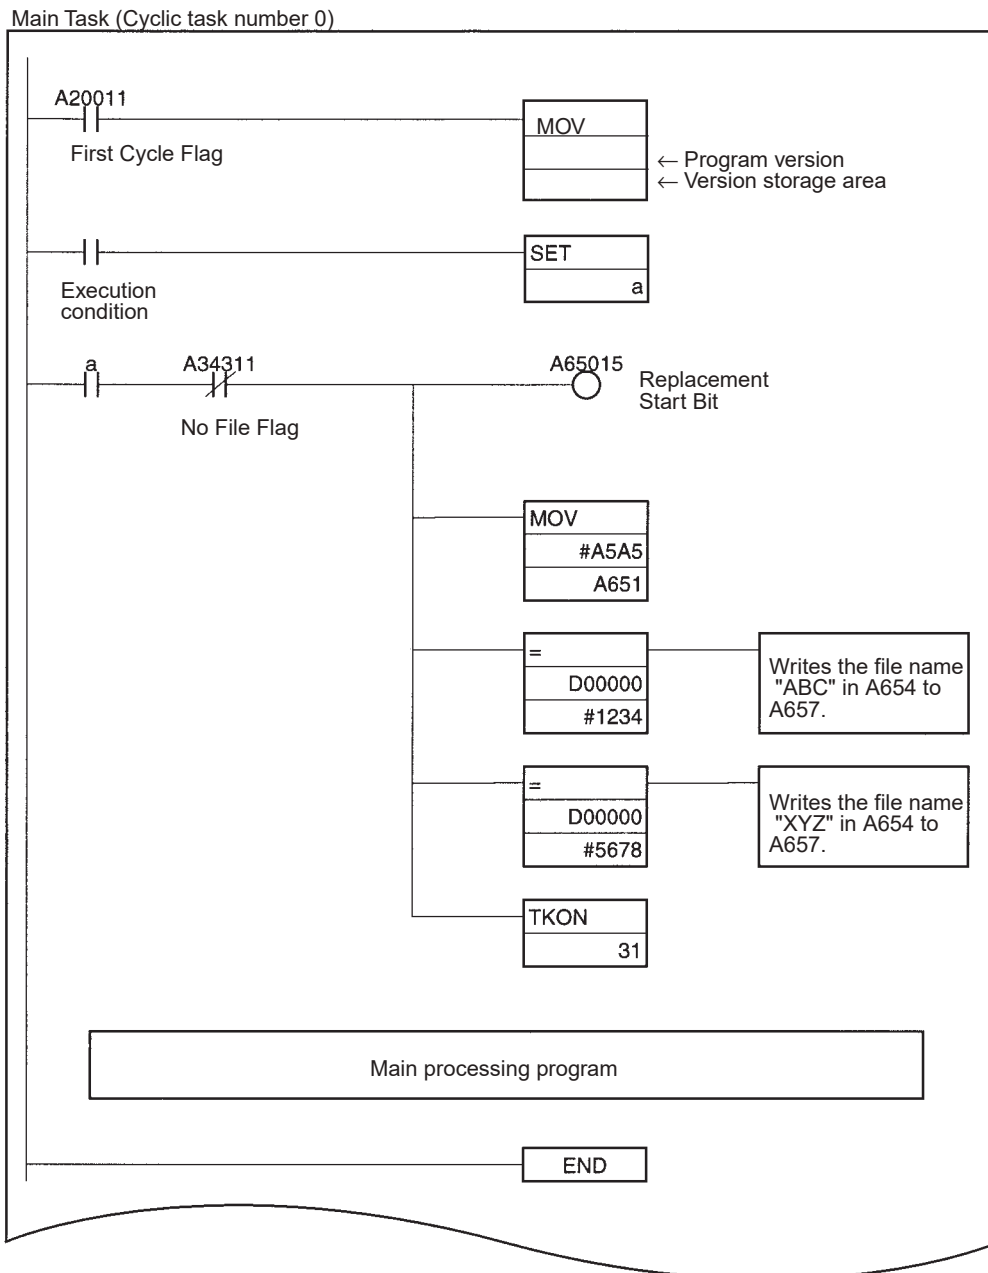 Main Task (Cyclic task number 0)
A20011
First Cycle Flag
MOV
← Program version
← Version storage area
Execution
condition
SET
a
a
A34311
No File Flag
A65015
Replacement
Start Bit
MOV
#A5A5
A651
=
D00000
#1234
Writes the file name
"ABC" in A654 to
A657.
=
D00000
#5678
Writes the file name
"XYZ" in A654 to
A657.
TKON
31
Main processing program
END